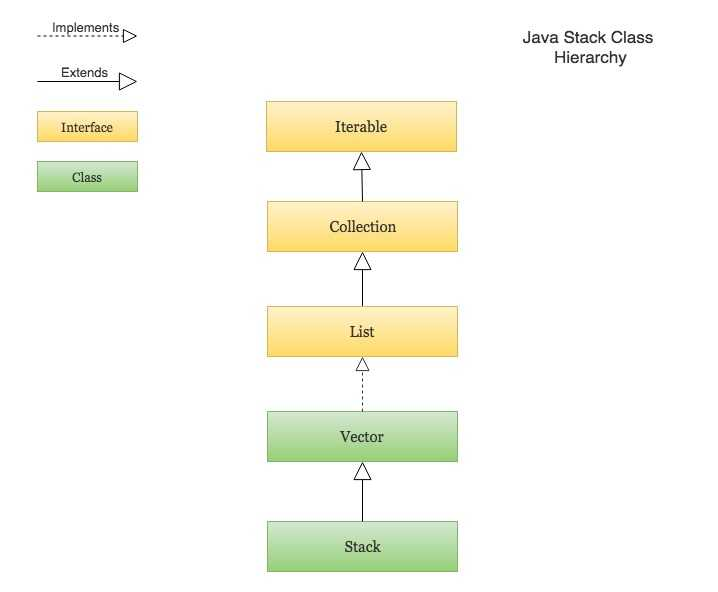 Implements
Java Stack Class
Hierarchy
Extends
Interface
Class
Iterable
Collection
List
Vector
Stack